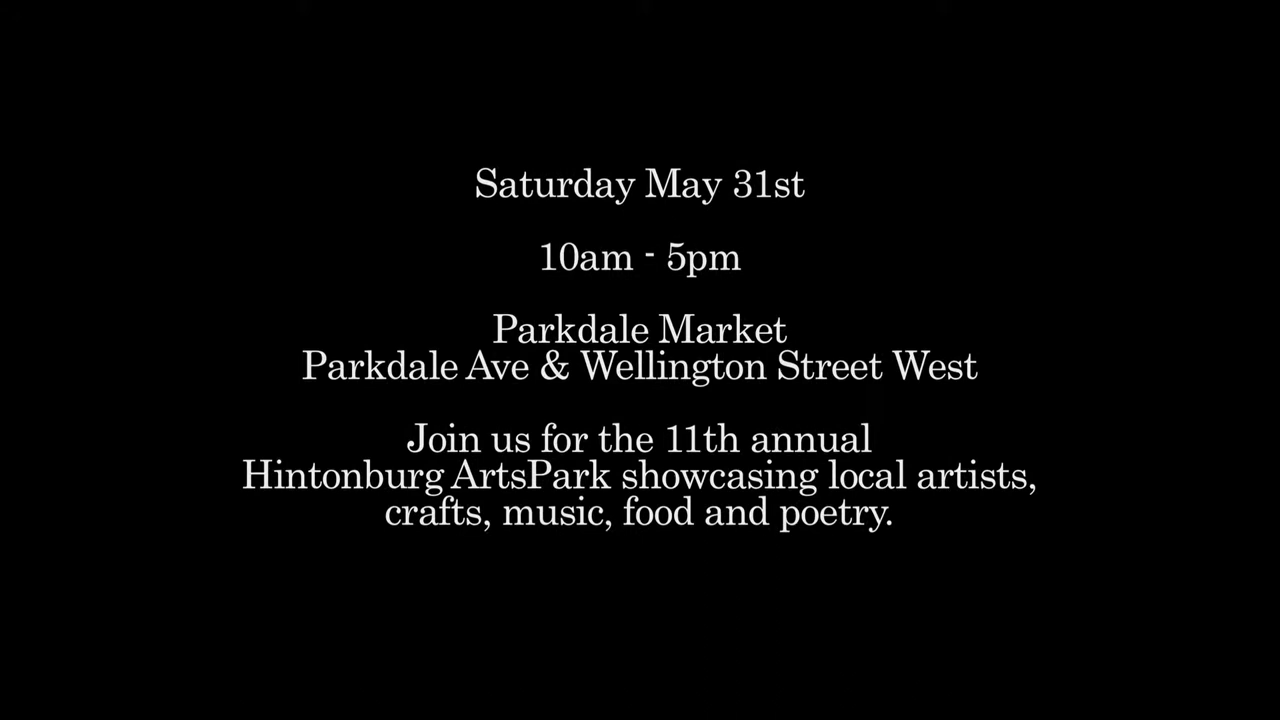 Saturday May 31st
10am - 5pm
Parkdale Market
Parkdale Ave & Wellington Street West
Join us for the 11th annual
Hintonburg ArtsPark showcasing local artists,
crafts, music, food and poetry.